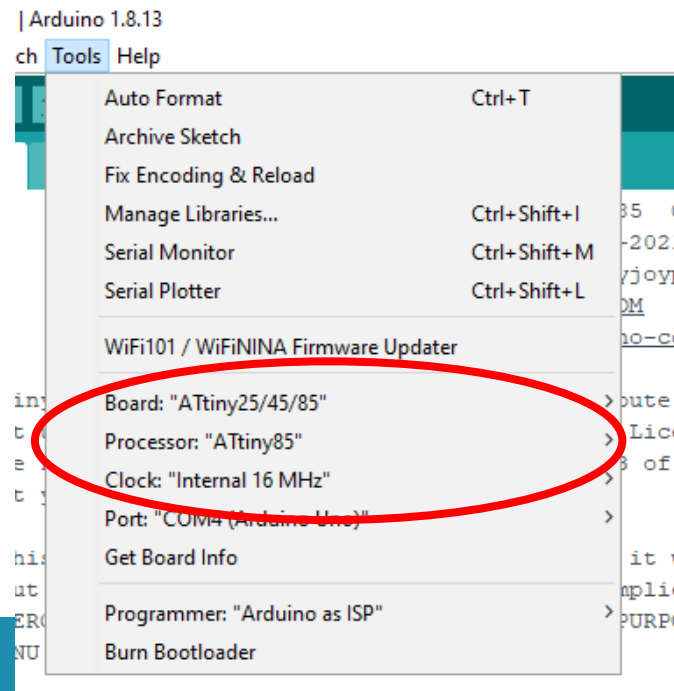 | Arduino 1.8.13
ch Tools Help
Auto Format Ctrl+T
Archive Sketch
Fix Encoding & Reload
Manage Libraries... Ctrl+Shift+I
Serial Monitor Ctrl+Shift+M
Serial Plotter Ctrl+Shift+L
WiFi101 / WiFiNINA Firmware Updater
Board: "ATtiny25/45/85"
Processor: "ATtiny85"
Clock: "Internal 16 MHz"
Port: "COM4 (Arduino Uno)"
Get Board Info
Programmer: "Arduino as ISP"
Burn Bootloader